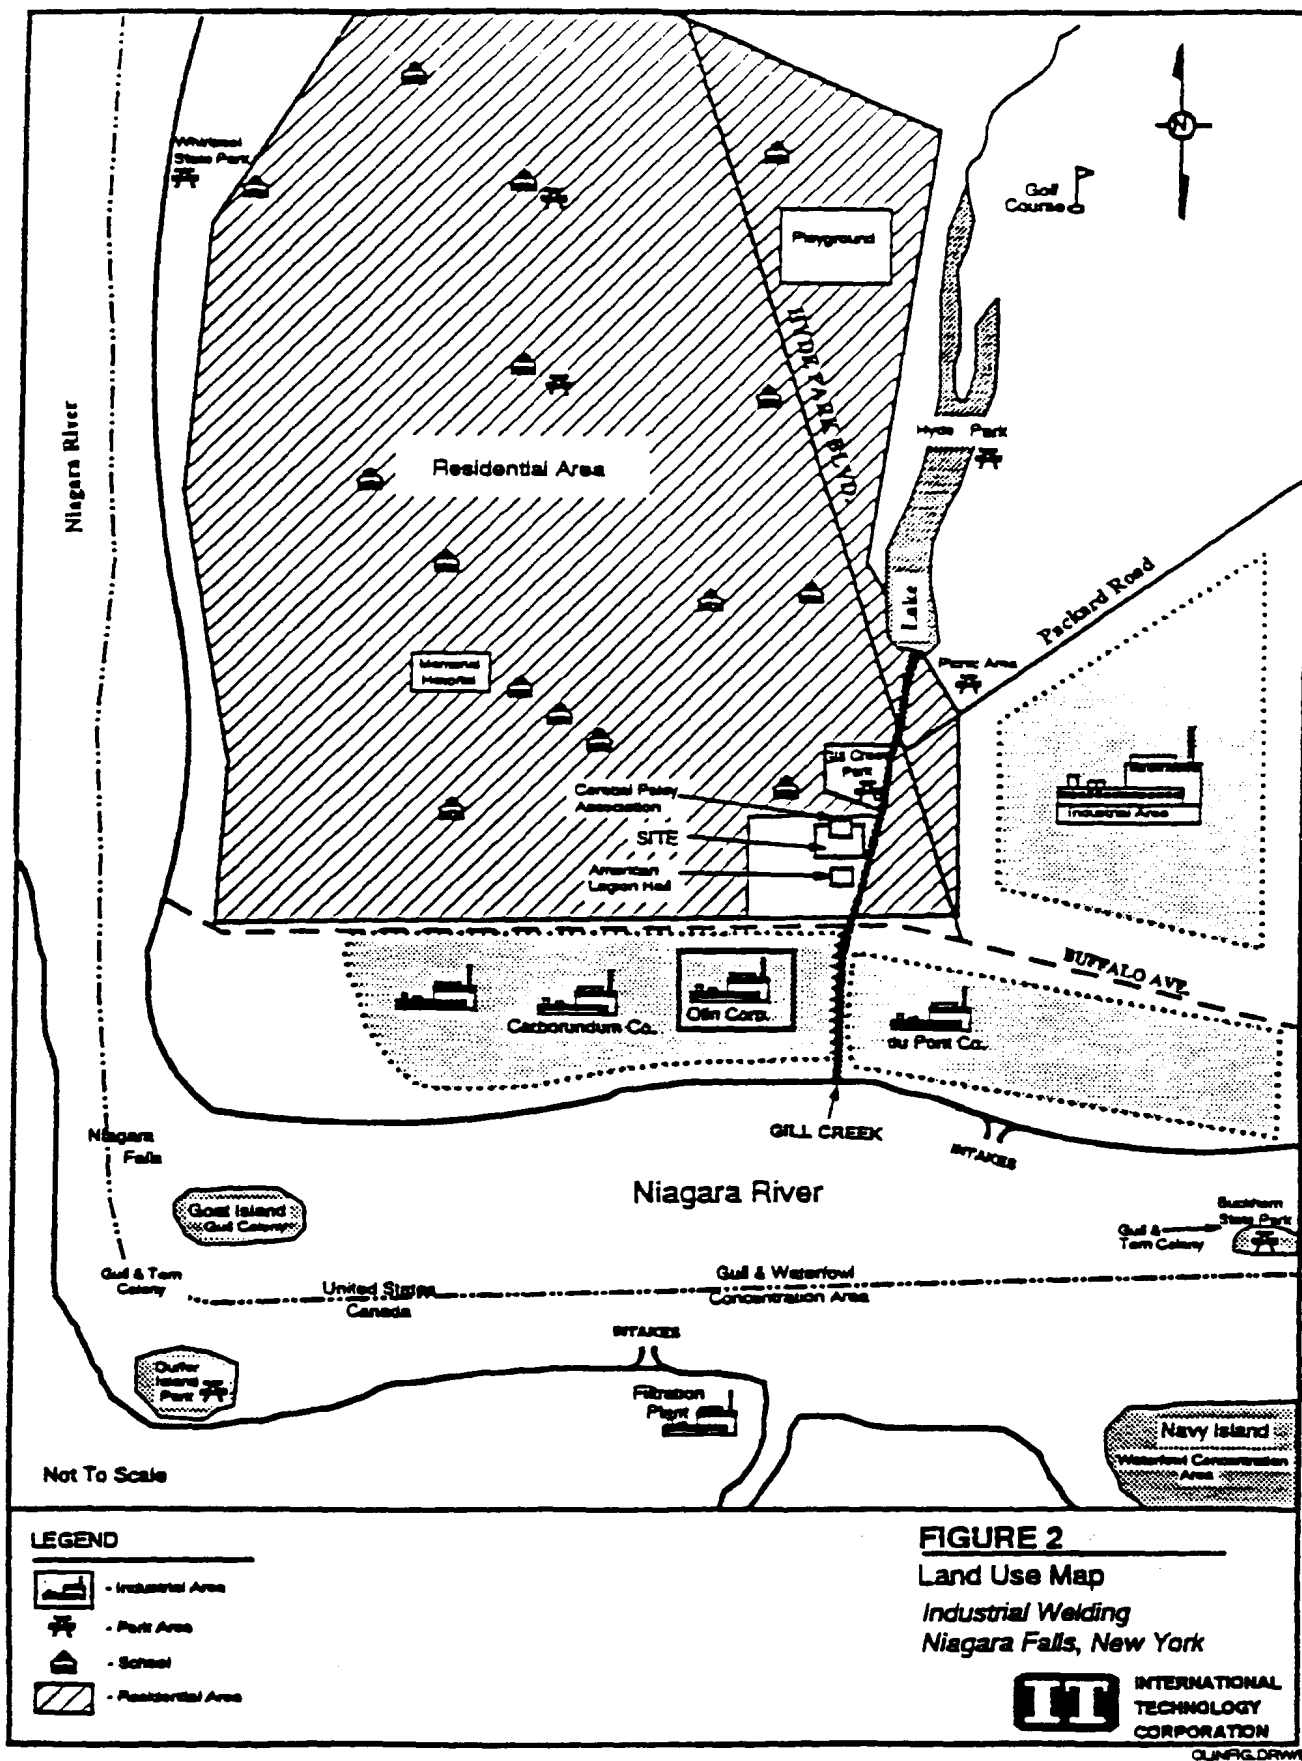 Whirlpool
State Park
N
Golf
Course
Playground
HYDE PARK BLVD.
Niagara River
Hyde Park
Residential Area
Lake
Packard Road
Picnic Area
Memorial
Hospital
Gill Creek
Park
Cerebal Palsy
Association
SITE
American
Legion Hall
Industrial Area
BUFFALO AVE.
Carborundum Co.
Olin Corp.
du Pont Co.
GILL CREEK
INTAKES
Niagara
Falls
Niagara River
Goat Island
Gull Colony
Buckhorn
State Park
Gull &
Tern Colony
Gull & Tern
Colony
United States
Canada
Gull & Waterfowl
Concentration Area
INTAKES
Island
Park
Filtration
Plant
Navy Island
Waterfowl Concentration
Area
Not To Scale
LEGEND
- Industrial Area
- Park Area
- School
- Residential Area
FIGURE 2
Land Use Map
Industrial Welding
Niagara Falls, New York
IT
INTERNATIONAL
TECHNOLOGY
CORPORATION